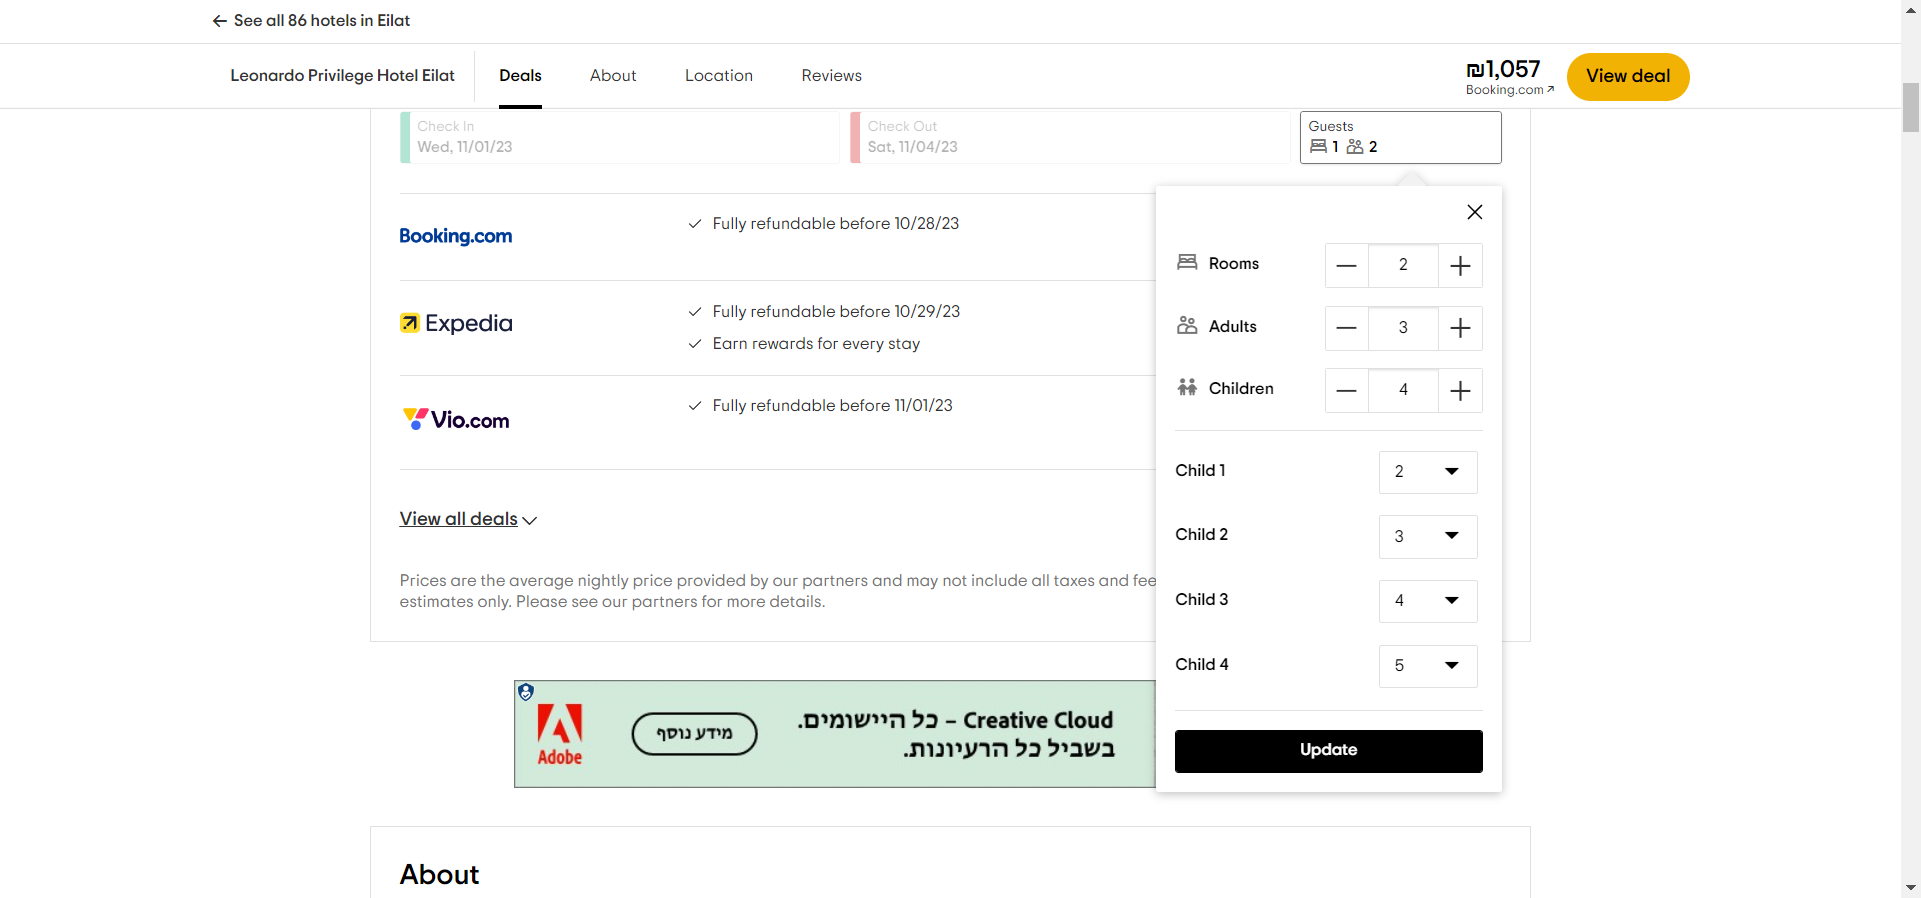 See all 86 hotels in Eilat
Leonardo Privilege Hotel Eilat
Deals
About
Location
Reviews
₪1,057
Booking.com
View deal
Check In
Wed, 11/01/23
Check Out
Sat, 11/04/23
Guests
1 2
Booking.com
Fully refundable before 10/28/23
Expedia
Fully refundable before 10/29/23
Earn rewards for every stay
Vio.com
Fully refundable before 11/01/23
View all deals
Prices are the average nightly price provided by our partners and may not include all taxes and fee
estimates only. Please see our partners for more details.
Rooms
2
Adults
3
Children
4
Child 1
2
Child 2
3
Child 3
4
Child 4
5
Update
Adobe
מידע נוסף
Creative Cloud – כל היישומים.
בשביל כל הרעיונות.
About